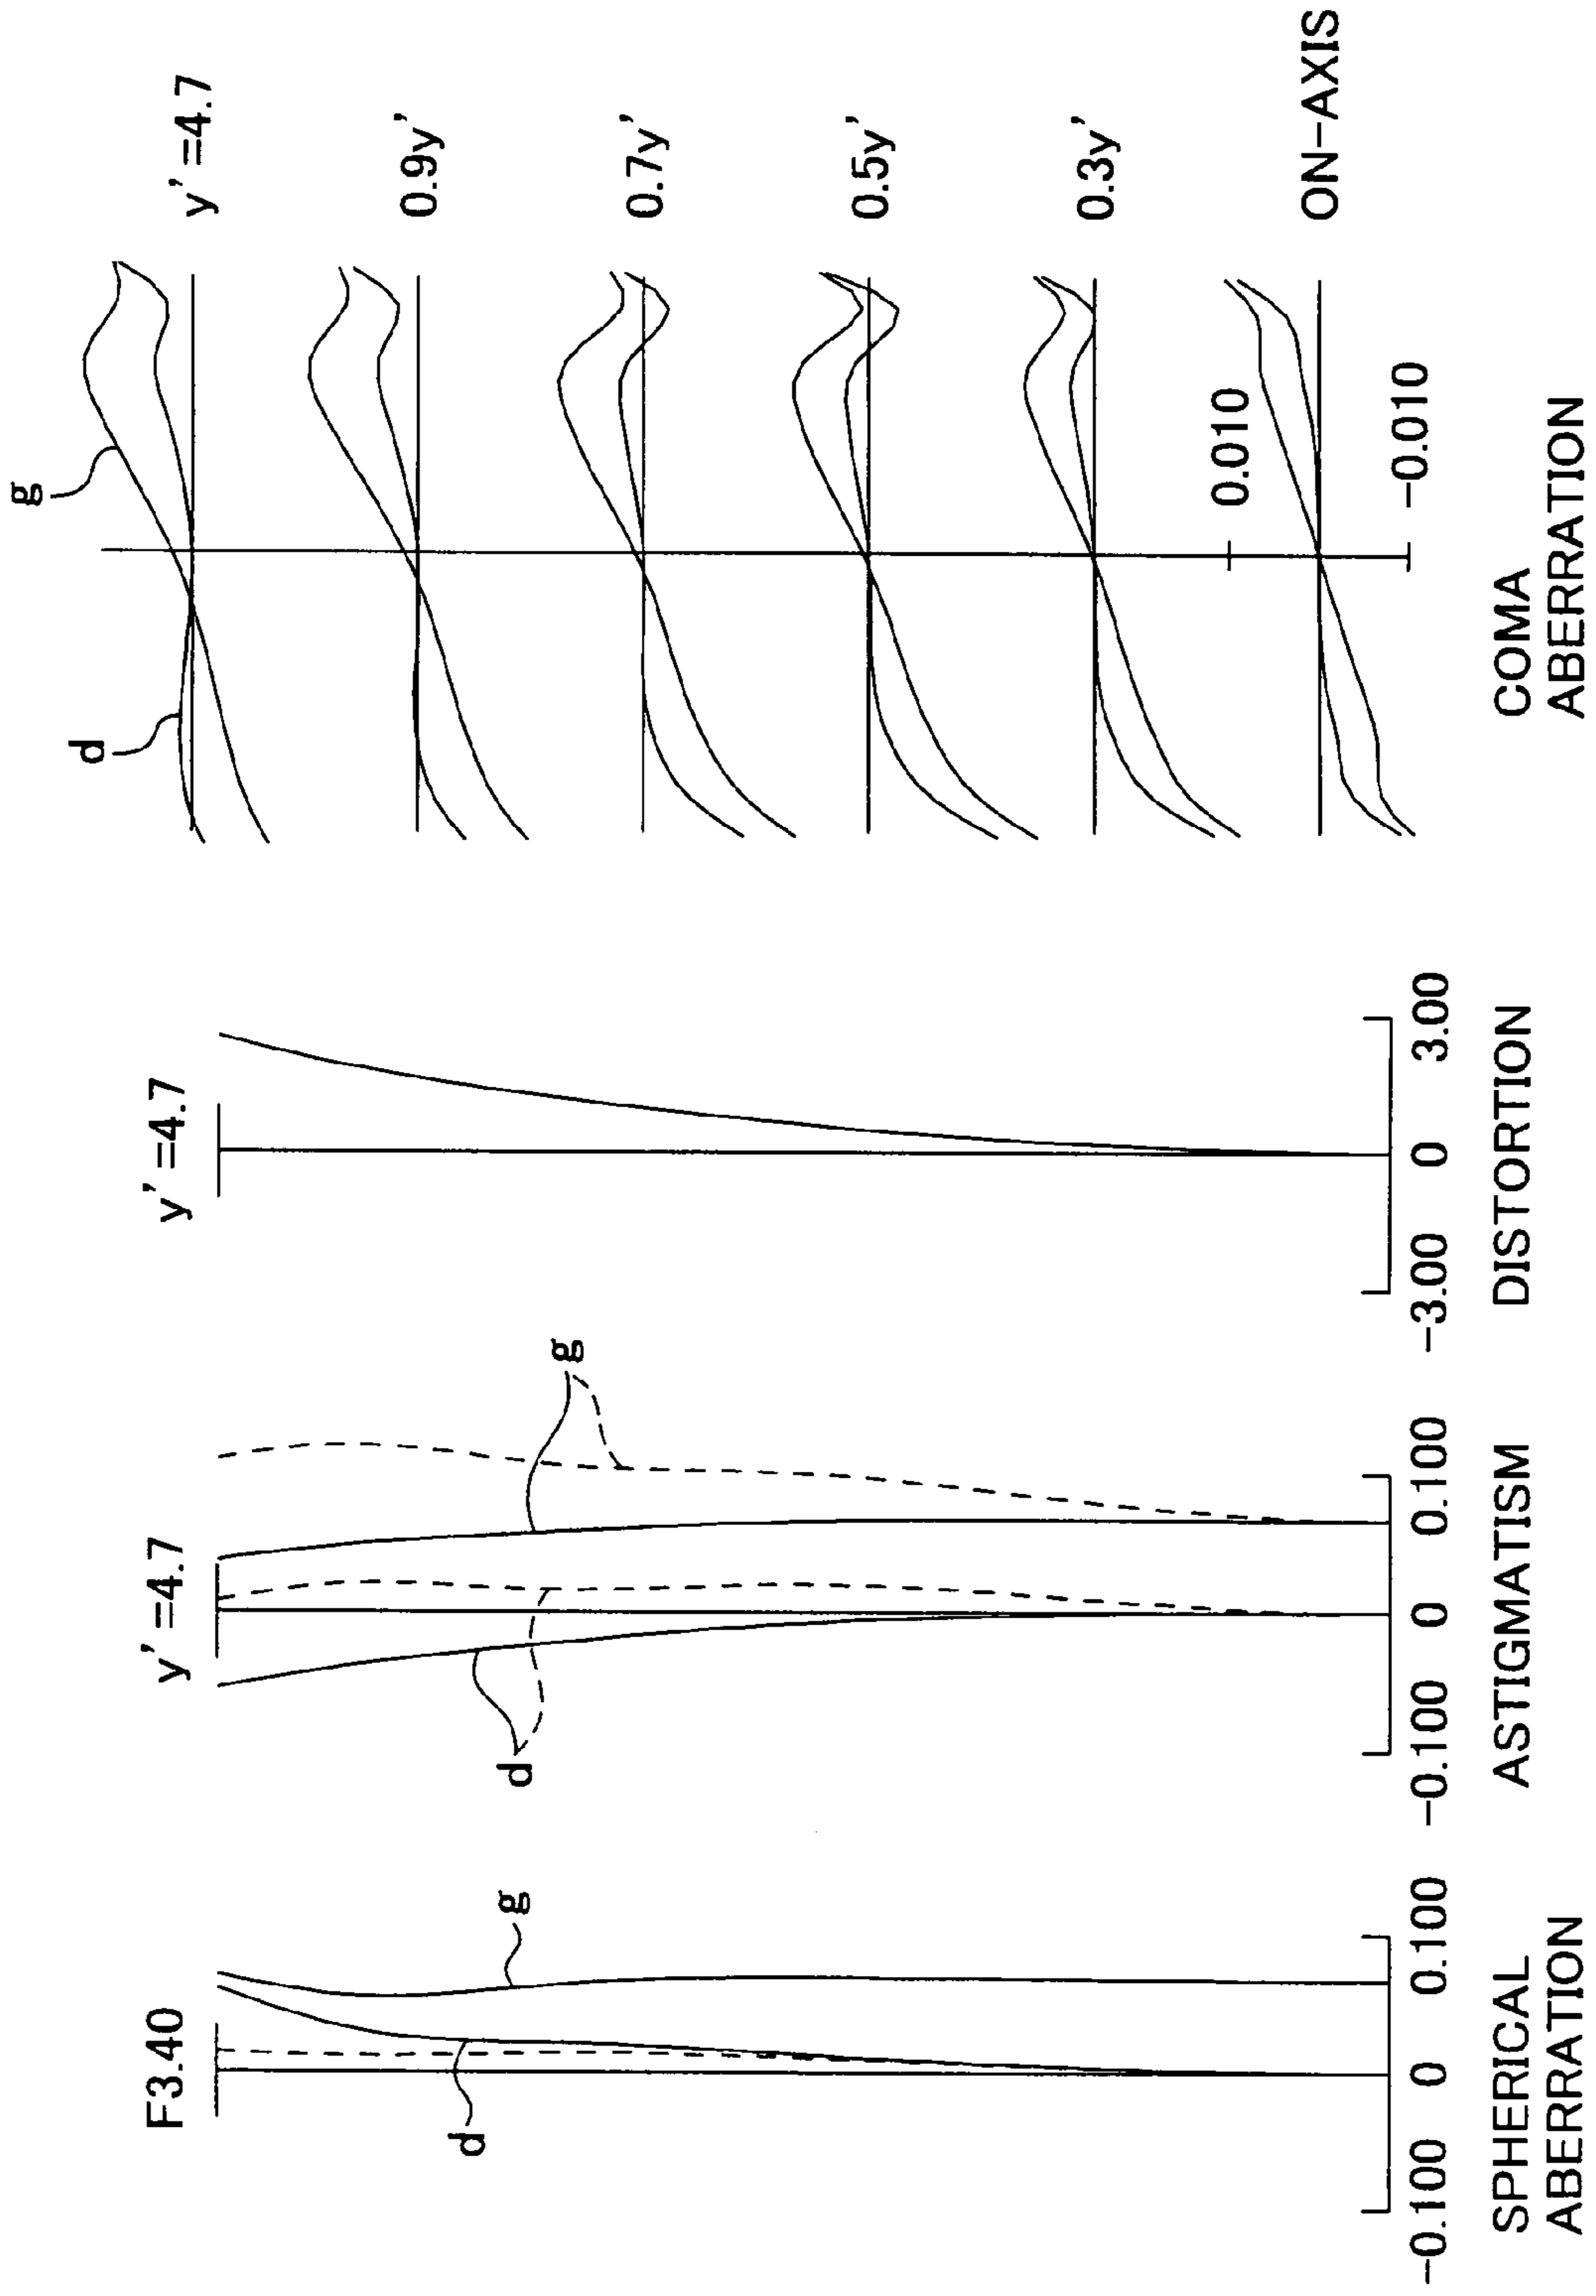 F3.40
g
d
-0.100
0
0.100
SPHERICAL
ABERRATION
y'=4.7
g
d
-0.100
0
0.100
ASTIGMATISM
y'=4.7
-3.00
0
3.00
DISTORTION
g
d
y'=4.7
0.9y'
0.7y'
0.5y'
0.3y'
0.010
ON-AXIS
-0.010
COMA
ABERRATION